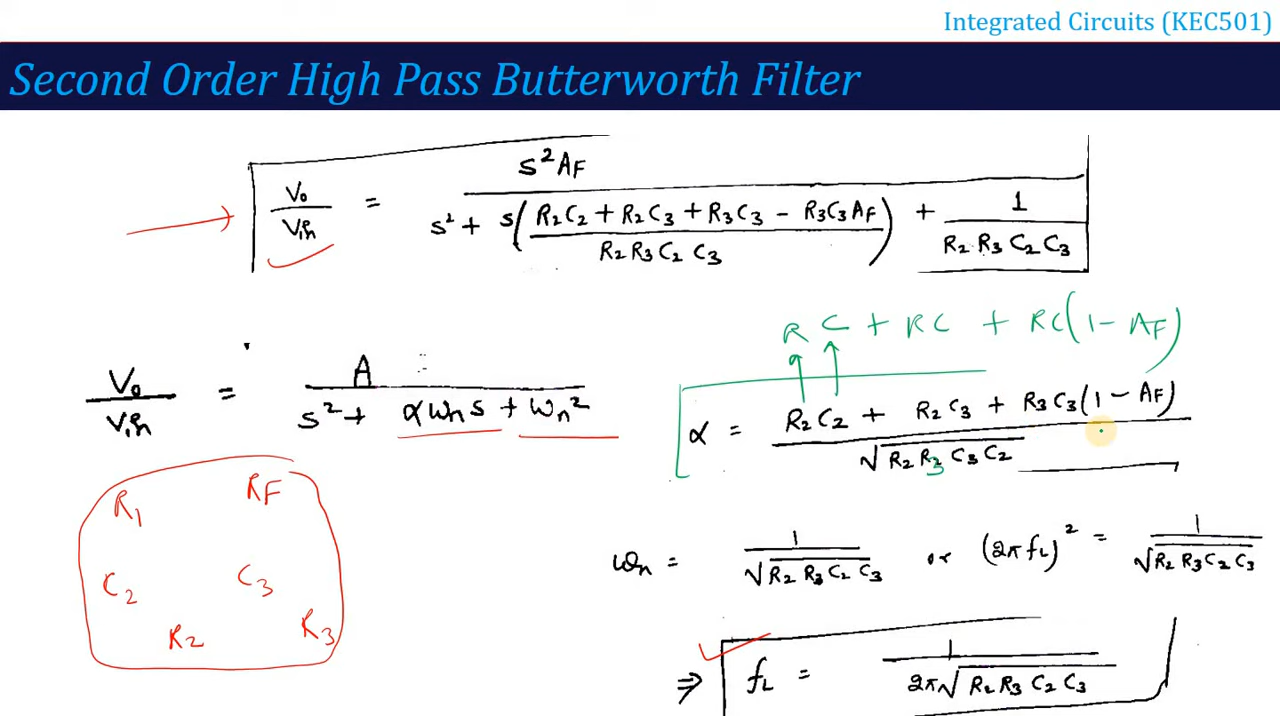 Integrated Circuits (KEC501)
Second Order High Pass Butterworth Filter
Vo/Vin = s²AF / (s² + s((R2C2 + R2C3 + R3C3 - R3C3AF) / (R2R3C2C3)) + 1/(R2R3C2C3))
RC + RC + RC(1 - AF)
Vo/Vin = A / (s² + αωns + ωn²)
α = (R2C2 + R2C3 + R3C3(1 - AF)) / √(R2R3C3C2)
R1 RF
C2 C3
R2 R3
ωn = 1/√(R2R3C2C3) or (2πfL)² = 1/√(R2R3C2C3)
⇒ fL = 1/(2π√(R2R3C2C3))